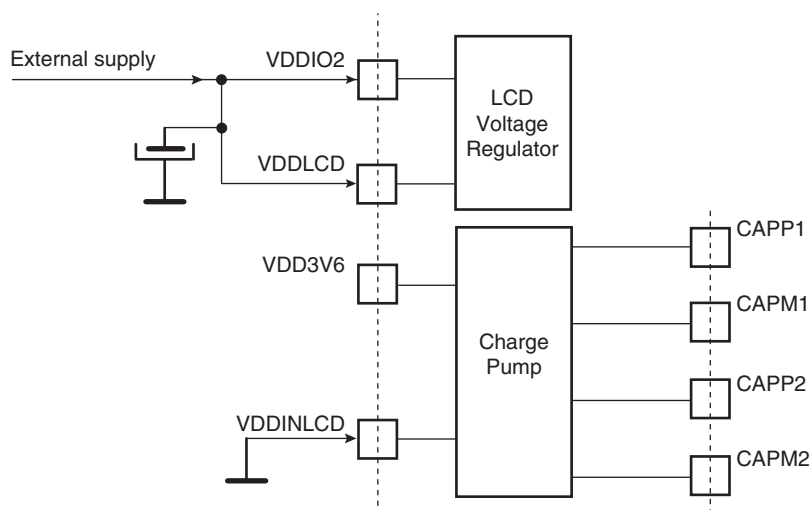 External supply
VDDIO2
VDDLCD
LCD
Voltage
Regulator
VDD3V6
VDDINLCD
Charge
Pump
CAPP1
CAPM1
CAPP2
CAPM2